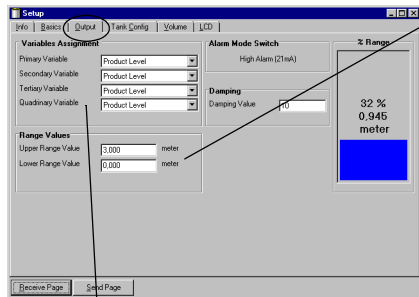 Setup
Info Basics Output Tank Config Volume LCD
Variables Assignment
Primary Variable Product Level
Secondary Variable Product Level
Tertiary Variable Product Level
Quadrinary Variable Product Level
Range Values
Upper Range Value 3,000 meter
Lower Range Value 0,000 meter
Alarm Mode Switch
High Alarm (21mA)
Damping
Damping Value 10
% Range
32 %
0,945
meter
Receive Page Send Page